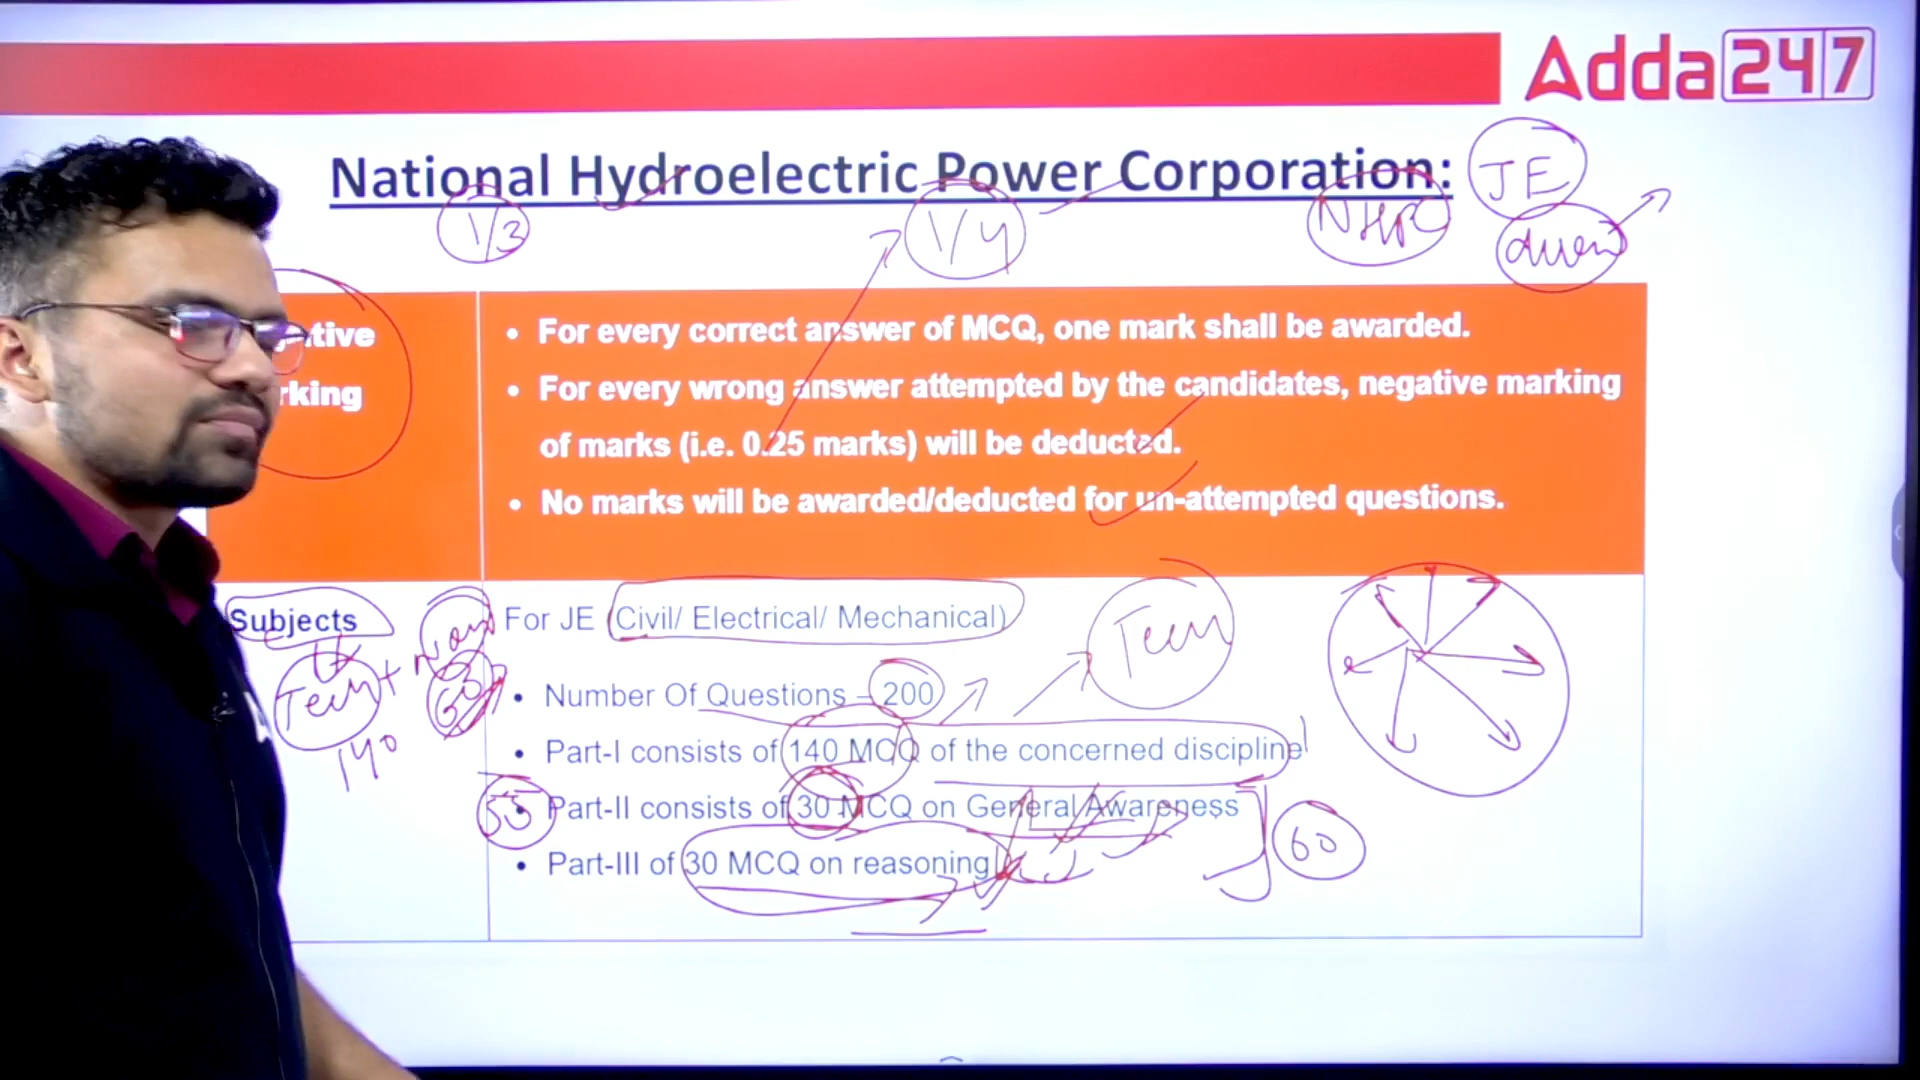 Adda247
National Hydroelectric Power Corporation:
JE
1/3
1/4
NHPC
tive
rking
• For every correct answer of MCQ, one mark shall be awarded.
• For every wrong answer attempted by the candidates, negative marking
of marks (i.e. 0.25 marks) will be deducted.
• No marks will be awarded/deducted for un-attempted questions.
Subjects
For JE (Civil/ Electrical/ Mechanical)
Tech
Tech +
140
• Number Of Questions – 200
• Part-I consists of 140 MCQ of the concerned discipline
• Part-II consists of 30 MCQ on General Awareness
55
60
• Part-III of 30 MCQ on reasoning